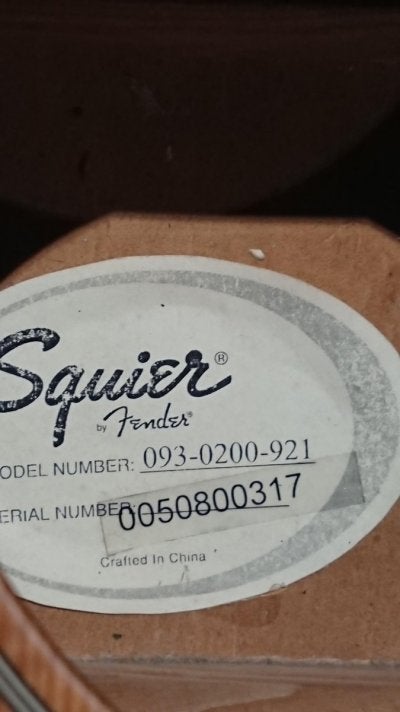 Squier®
by Fender®
ODEL NUMBER: 093-0200-921
ERIAL NUMBER: 0050800317
Crafted In China